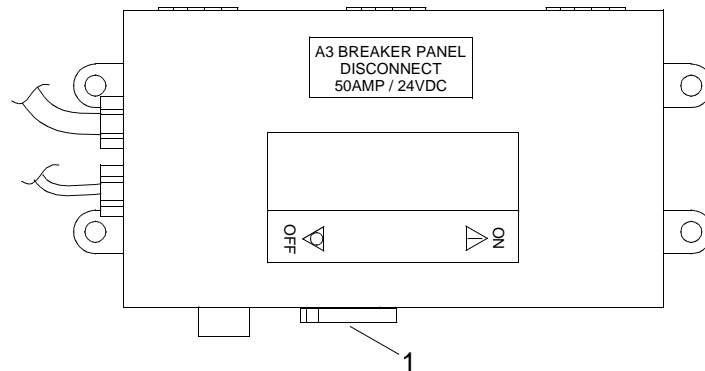 A3 BREAKER PANEL
DISCONNECT
50AMP / 24VDC
OFF
ON
1